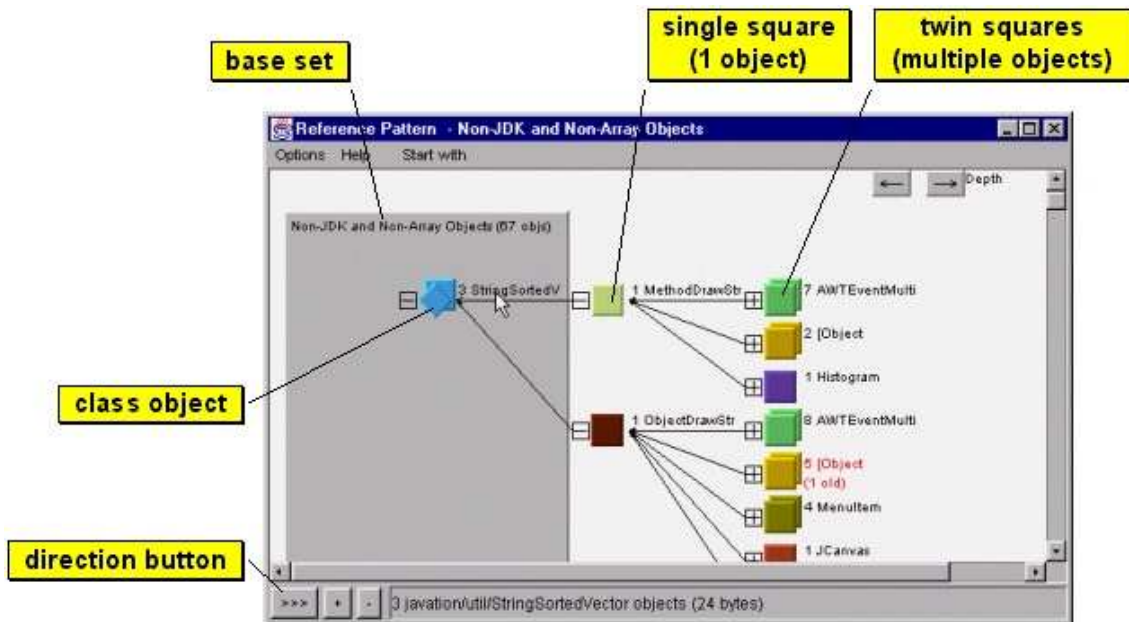 single square
(1 object)
twin squares
(multiple objects)
base set
Reference Pattern - Non-JDK and Non-Array Objects
Options Help Start with
Depth
Non-JDK and Non-Array Objects (67 objs)
3 StringSortedV
1 MethodDrawStr
7 AWTEventMulti
2 [Object
1 Histogram
class object
1 ObjectDrawStr
8 AWTEventMulti
5 [Object
(1 old)
4 MenuItem
1 JCanvas
direction button
>>> + - 3 javation/util/StringSortedVector objects (24 bytes)